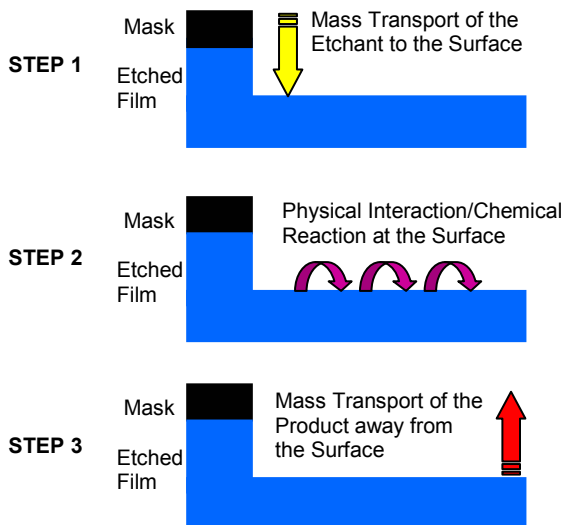 Mask
Mass Transport of the
Etchant to the Surface
STEP 1
Etched
Film
Mask
Physical Interaction/Chemical
Reaction at the Surface
STEP 2
Etched
Film
Mask
Mass Transport of the
Product away from
the Surface
STEP 3
Etched
Film